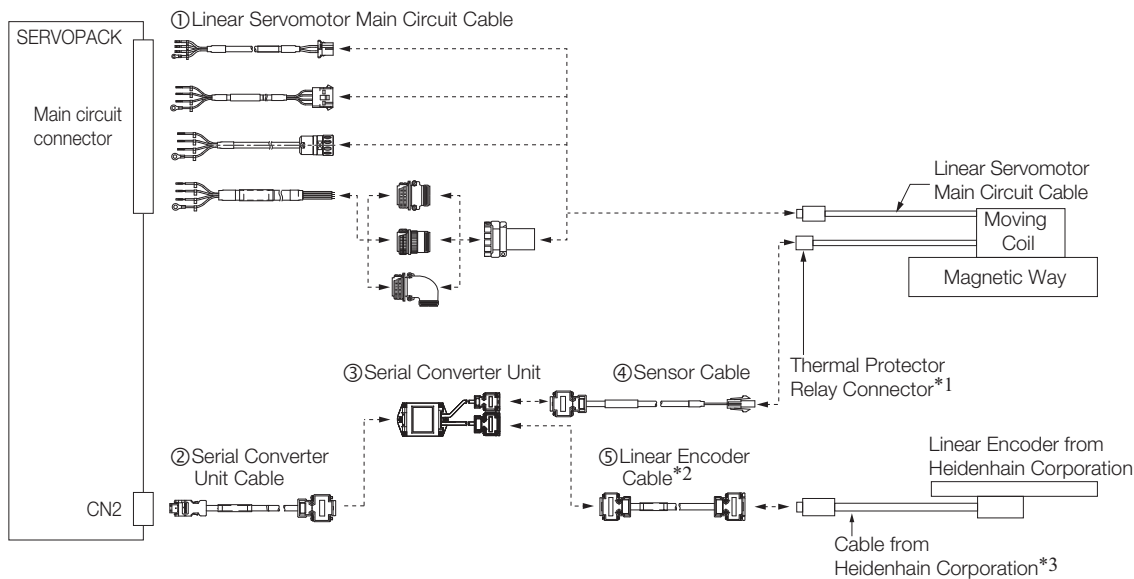 ①Linear Servomotor Main Circuit Cable
SERVOPACK
Main circuit
connector
Linear Servomotor
Main Circuit Cable
Moving
Coil
Magnetic Way
Thermal Protector
Relay Connector*1
③Serial Converter Unit
④Sensor Cable
②Serial Converter
Unit Cable
⑤Linear Encoder
Cable*2
Linear Encoder from
Heidenhain Corporation
CN2
Cable from
Heidenhain Corporation*3